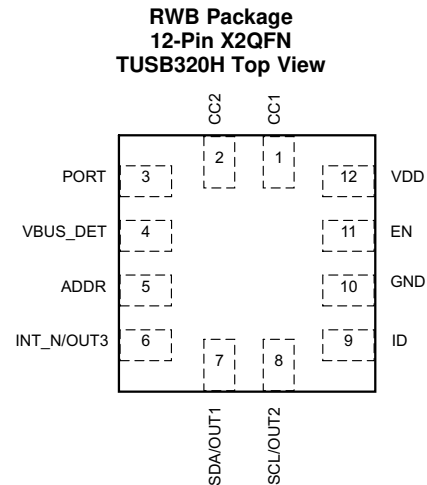 RWB Package
12-Pin X2QFN
TUSB320H Top View
CC2
CC1
2
1
PORT
3
12
VDD
VBUS_DET
4
11
EN
ADDR
5
10
GND
INT_N/OUT3
6
9
ID
7
8
SDA/OUT1
SCL/OUT2